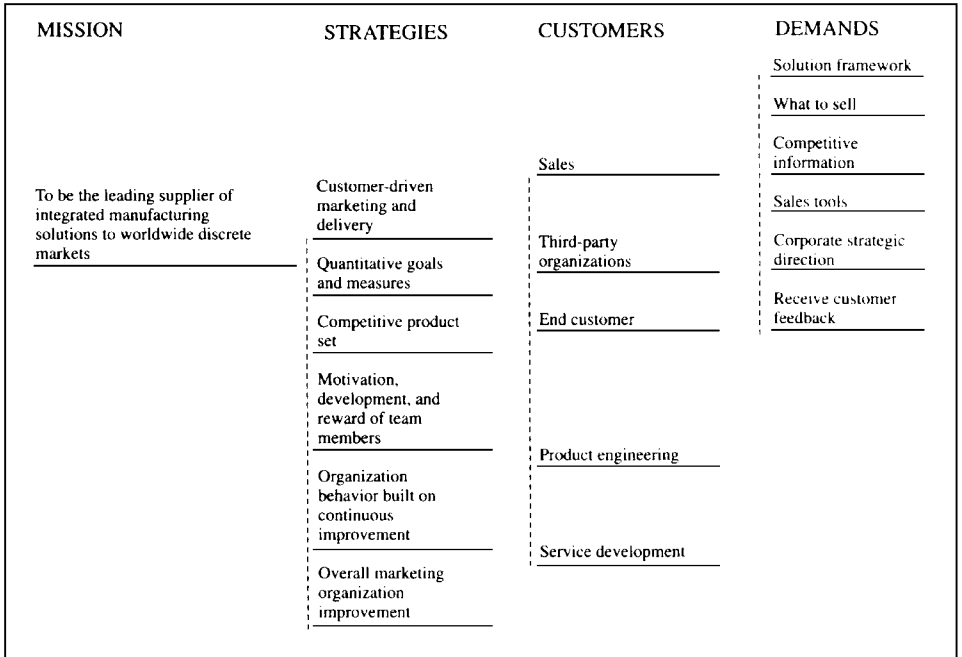 MISSION
STRATEGIES
CUSTOMERS
DEMANDS
To be the leading supplier of
integrated manufacturing
solutions to worldwide discrete
markets
Customer-driven
marketing and
delivery
Quantitative goals
and measures
Competitive product
set
Motivation,
development, and
reward of team
members
Organization
behavior built on
continuous
improvement
Overall marketing
organization
improvement
Sales
Third-party
organizations
End customer
Product engineering
Service development
Solution framework
What to sell
Competitive
information
Sales tools
Corporate strategic
direction
Receive customer
feedback